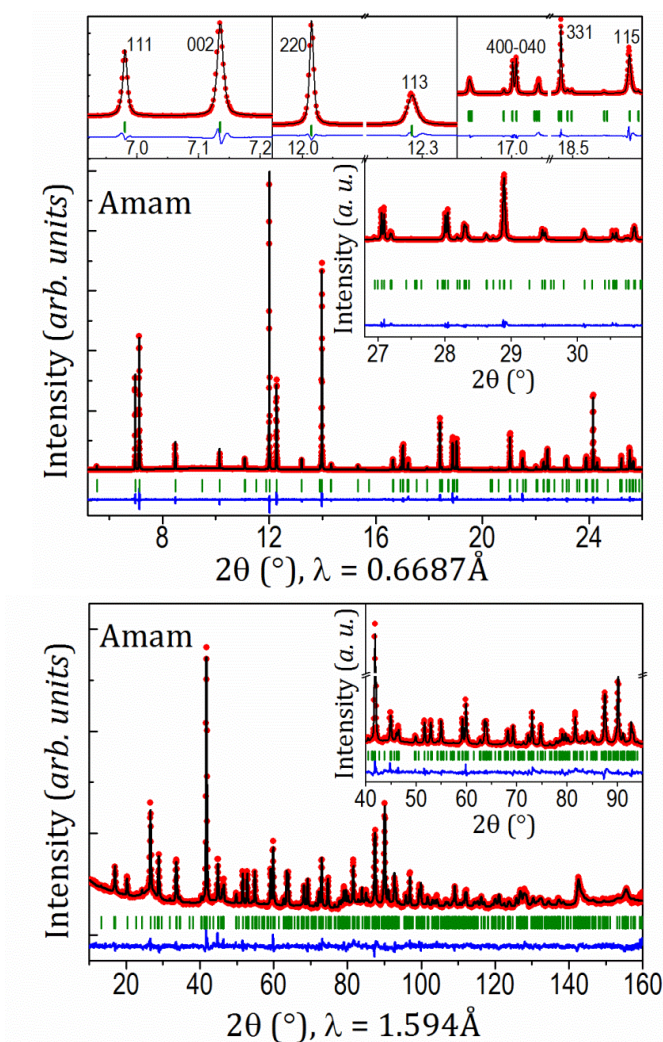 111 002 220 113 400-040 331 115
7.0 7.1 7.2 12.0 12.3 17.0 18.5
Amam
Intensity (arb. units)
Intensity (a. u.)
27 28 29 30
2θ (°)
8 12 16 20 24
2θ (°), λ = 0.6687Å
Amam
Intensity (arb. units)
Intensity (a. u.)
40 50 60 70 80 90
2θ (°)
20 40 60 80 100 120 140 160
2θ (°), λ = 1.594Å